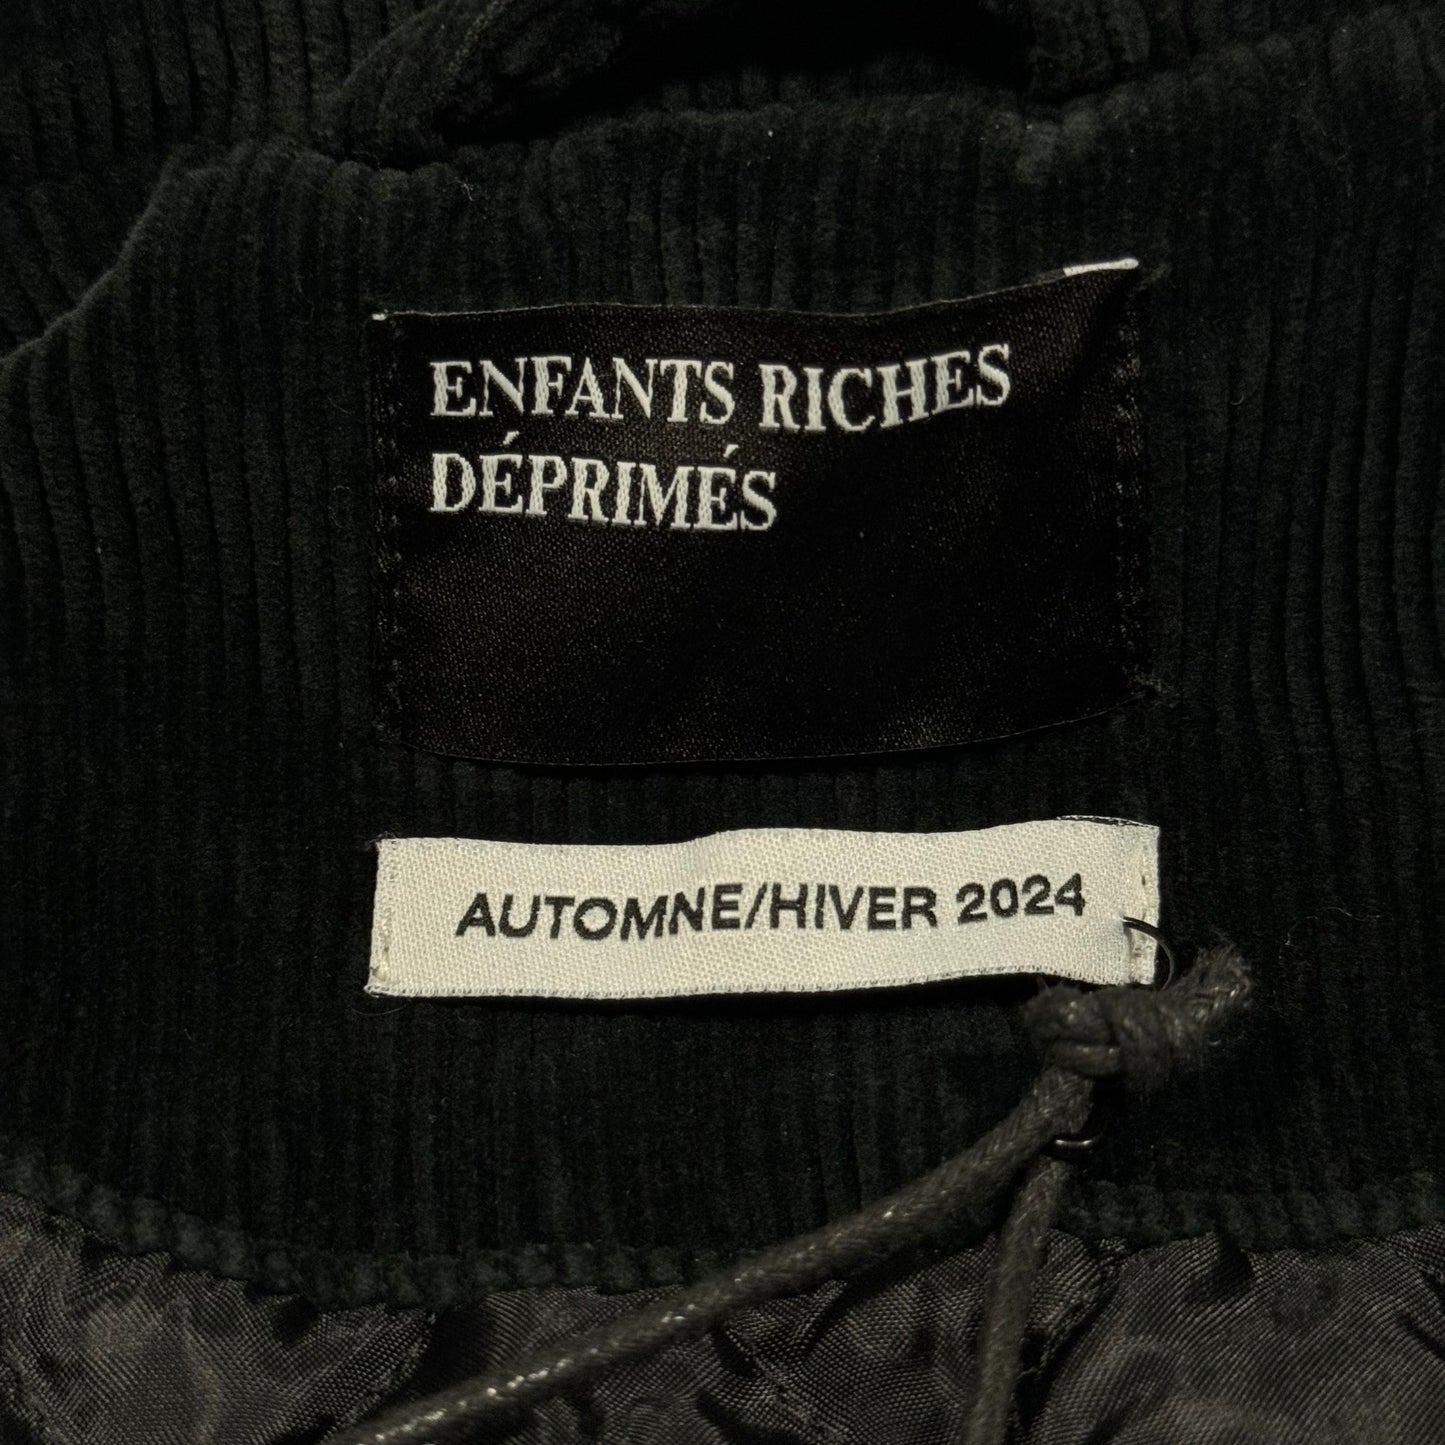 ENFANTS RICHES
DÉPRIMÉS
AUTOMNE/HIVER 2024